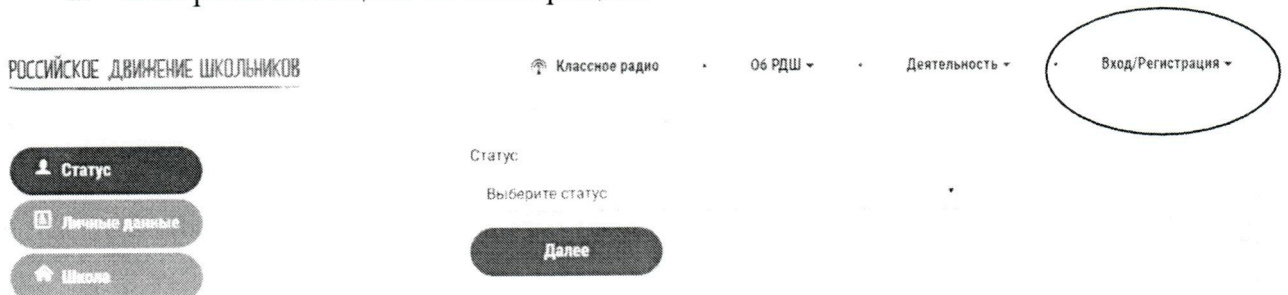 РОССИЙСКОЕ ДВИЖЕНИЕ ШКОЛЬНИКОВ
Классное радио · Об РДШ · Деятельность · Вход/Регистрация
Статус
Личные данные
Школа
Статус
Выберите статус
Далее